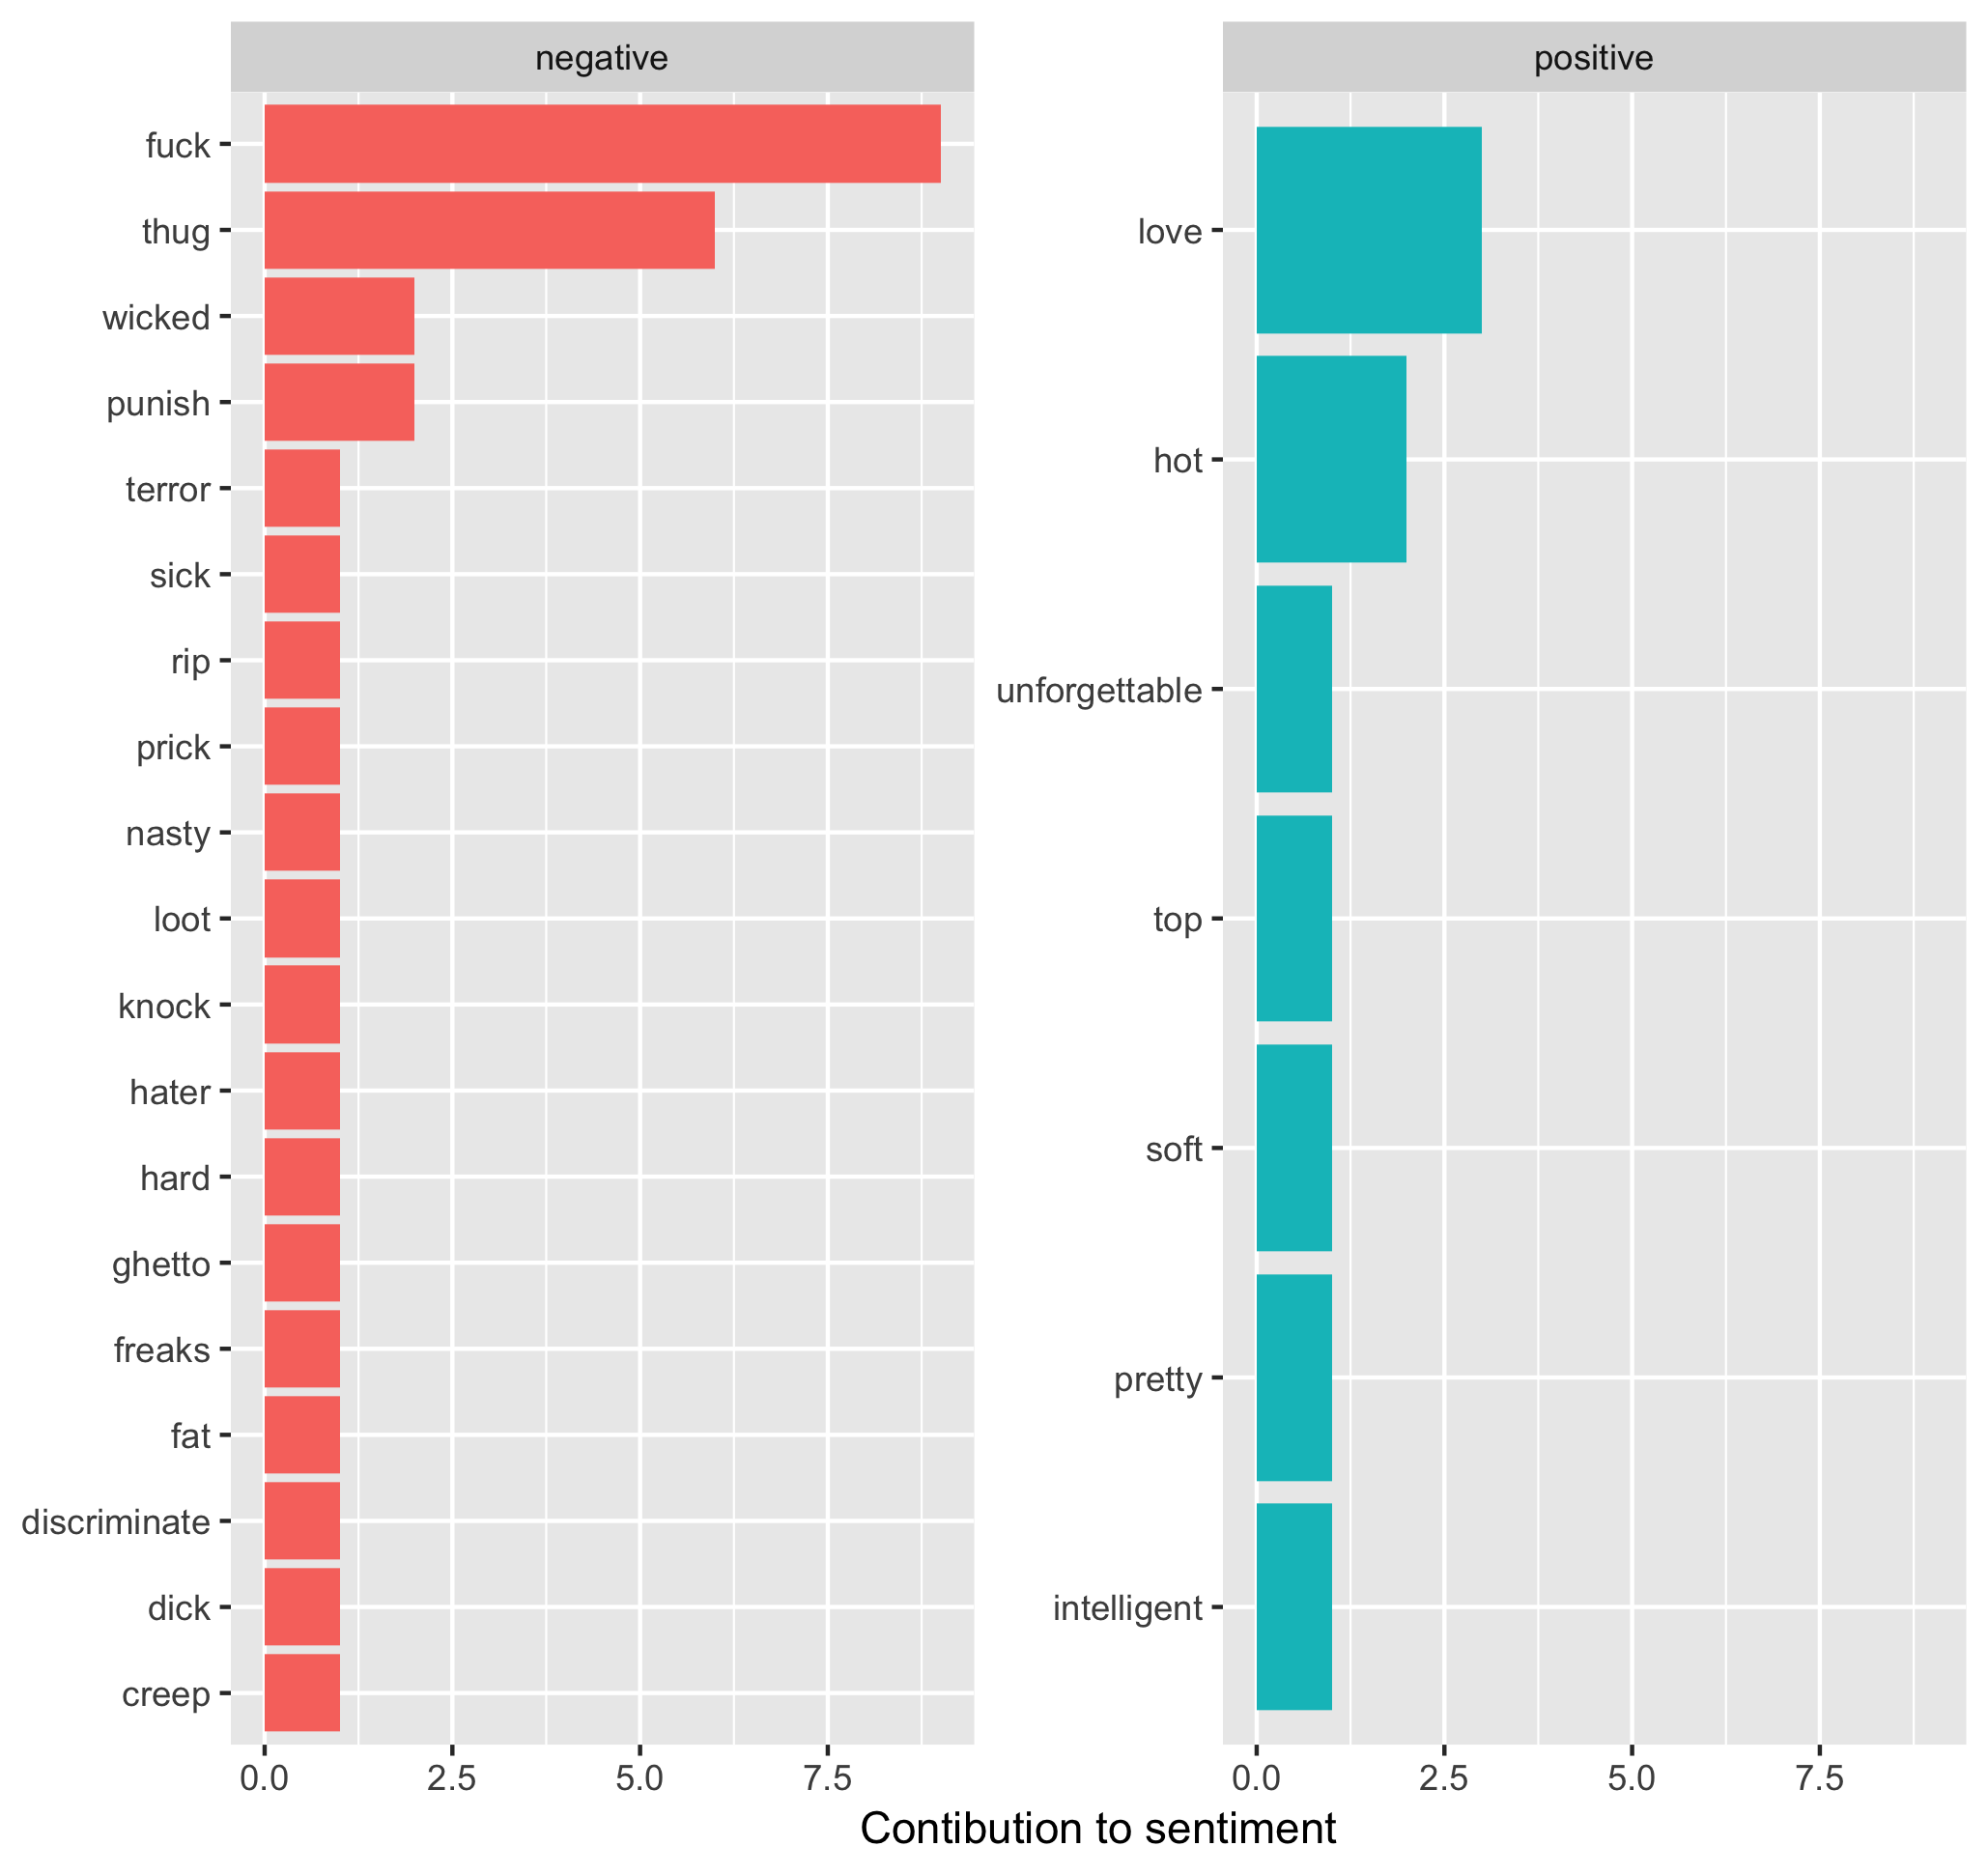 negative
fuck
thug
wicked
punish
terror
sick
rip
prick
nasty
loot
knock
hater
hard
ghetto
freaks
fat
discriminate
dick
creep
0.0 2.5 5.0 7.5
positive
love
hot
unforgettable
top
soft
pretty
intelligent
0.0 2.5 5.0 7.5
Contibution to sentiment